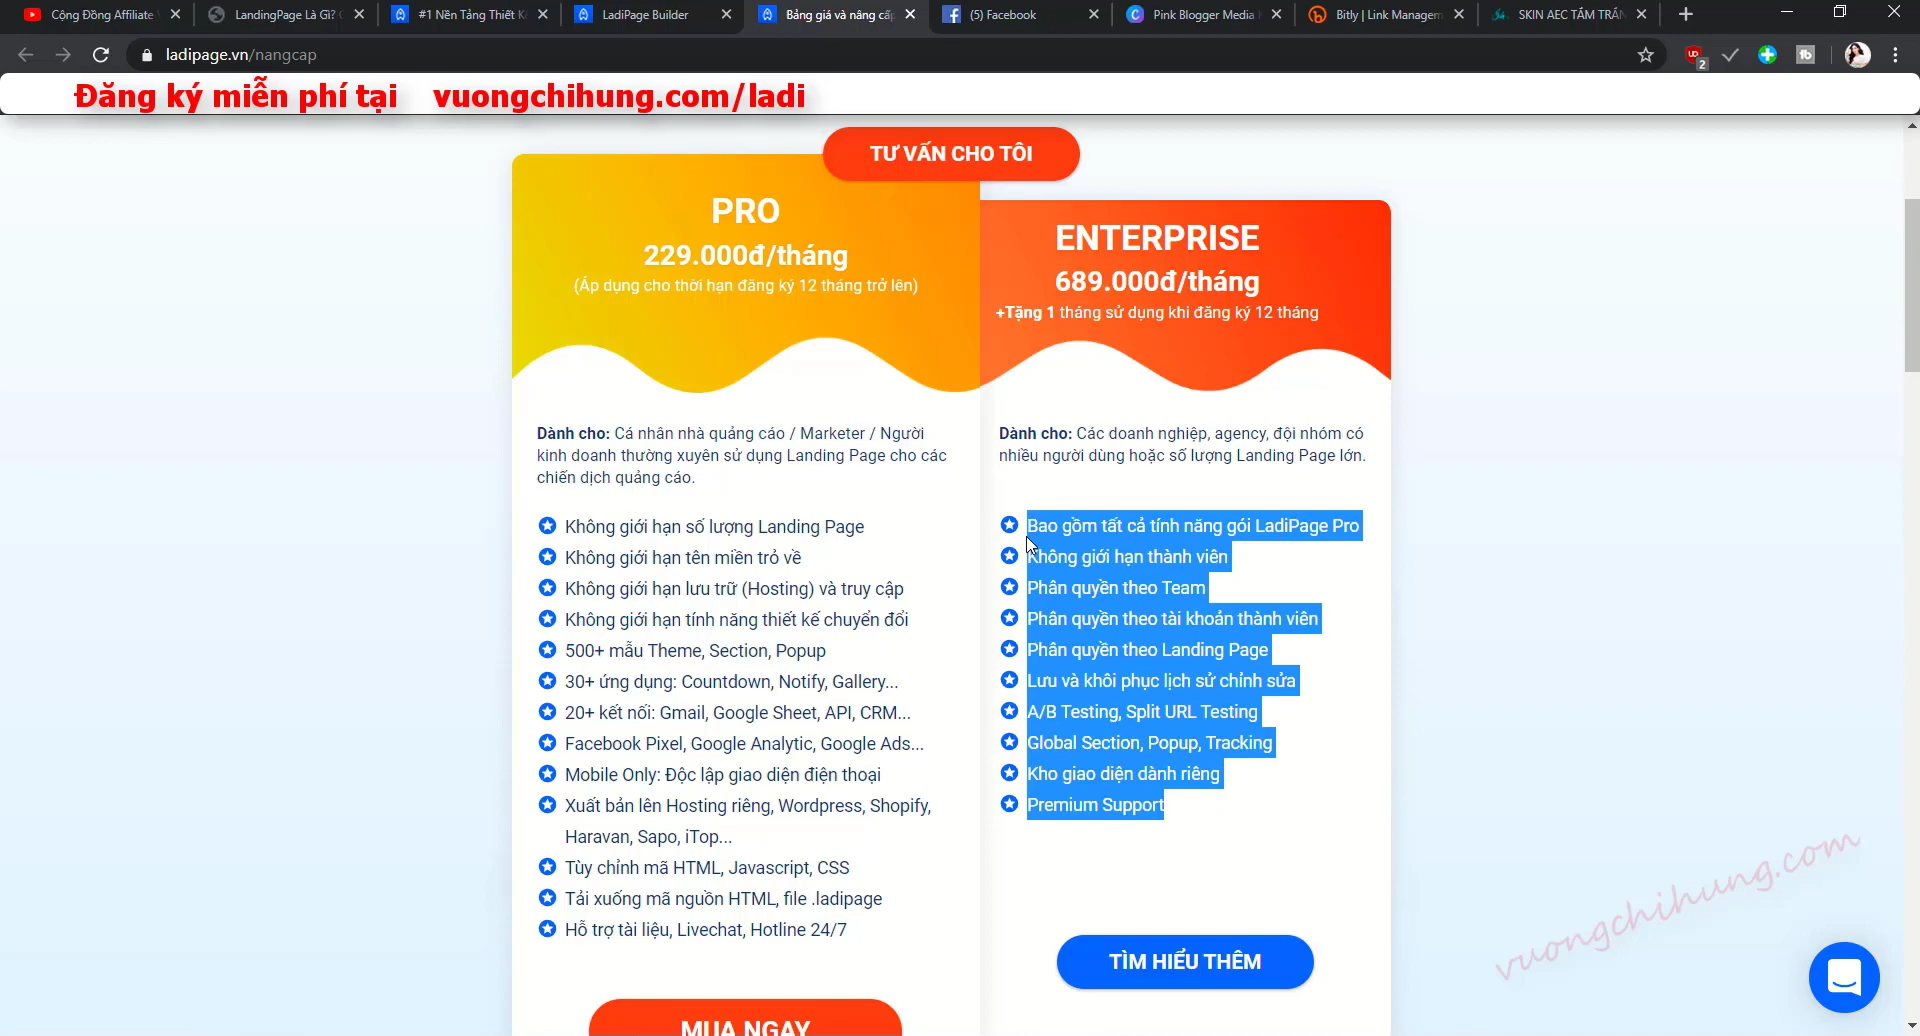 Cộng Đồng Affiliate
LandingPage Là Gì?
#1 Nền Tảng Thiết K
LadiPage Builder
Bảng giá và nâng cấp
(5) Facebook
Pink Blogger Media
Bitly | Link Managem
SKIN AEC TẮM TRẮN
ladipage.vn/nangcap
2
Đăng ký miễn phí tại vuongchihung.com/ladi
TƯ VẤN CHO TÔI
PRO
229.000đ/tháng
(Áp dụng cho thời hạn đăng ký 12 tháng trở lên)
Dành cho: Cá nhân nhà quảng cáo / Marketer / Người
kinh doanh thường xuyên sử dụng Landing Page cho các
chiến dịch quảng cáo.
Không giới hạn số lượng Landing Page
Không giới hạn tên miền trỏ về
Không giới hạn lưu trữ (Hosting) và truy cập
Không giới hạn tính năng thiết kế chuyển đổi
500+ mẫu Theme, Section, Popup
30+ ứng dụng: Countdown, Notify, Gallery...
20+ kết nối: Gmail, Google Sheet, API, CRM...
Facebook Pixel, Google Analytic, Google Ads...
Mobile Only: Độc lập giao diện điện thoại
Xuất bản lên Hosting riêng, Wordpress, Shopify,
Haravan, Sapo, iTop...
Tùy chỉnh mã HTML, Javascript, CSS
Tải xuống mã nguồn HTML, file .ladipage
Hỗ trợ tài liệu, Livechat, Hotline 24/7
MUA NGAY
ENTERPRISE
689.000đ/tháng
+Tặng 1 tháng sử dụng khi đăng ký 12 tháng
Dành cho: Các doanh nghiệp, agency, đội nhóm có
nhiều người dùng hoặc số lượng Landing Page lớn.
Bao gồm tất cả tính năng gói LadiPage Pro
Không giới hạn thành viên
Phân quyền theo Team
Phân quyền theo tài khoản thành viên
Phân quyền theo Landing Page
Lưu và khôi phục lịch sử chỉnh sửa
A/B Testing, Split URL Testing
Global Section, Popup, Tracking
Kho giao diện dành riêng
Premium Support
TÌM HIỂU THÊM
vuongchihung.com